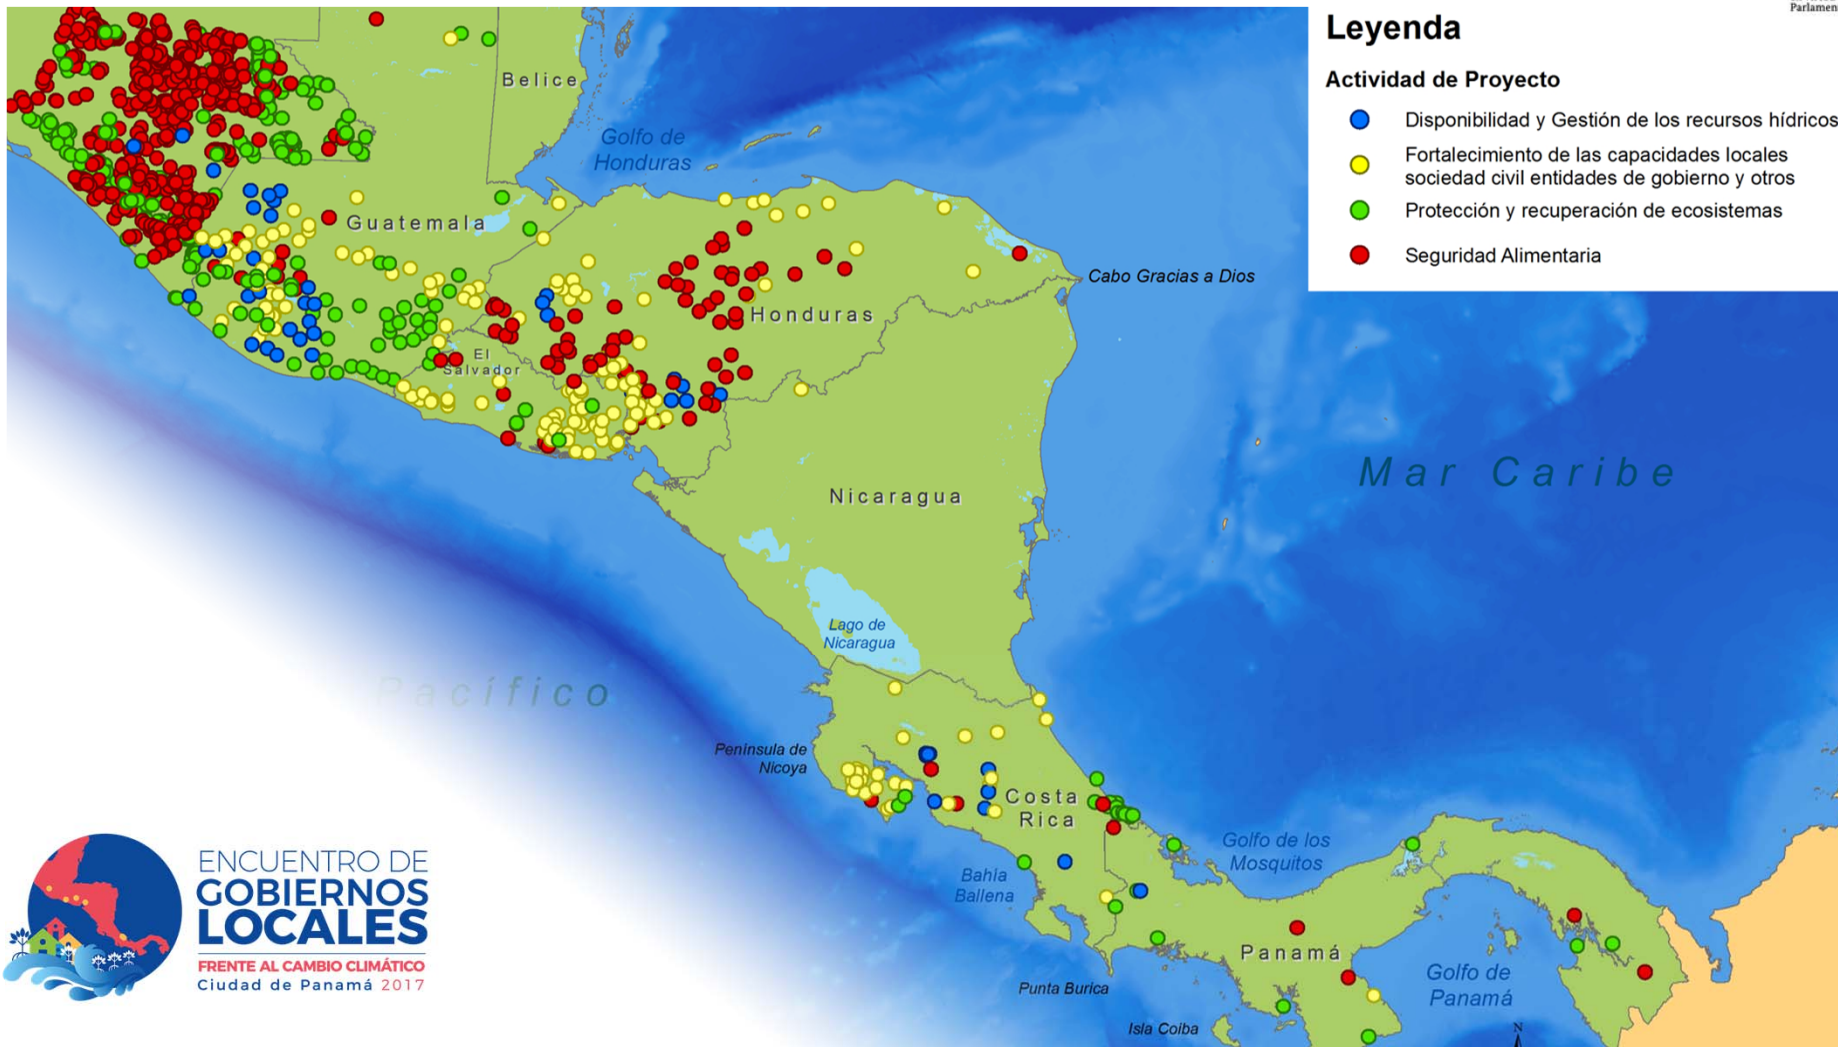 Parlamen
Leyenda
Actividad de Proyecto
Disponibilidad y Gestión de los recursos hídricos
Fortalecimiento de las capacidades locales
sociedad civil entidades de gobierno y otros
Protección y recuperación de ecosistemas
Seguridad Alimentaria
Belice
Golfo de
Honduras
Guatemala
Cabo Gracias a Dios
Honduras
El
Salvador
Mar Caribe
Nicaragua
Lago de
Nicaragua
Pacífico
Península de
Nicoya
Costa
Rica
Golfo de los
Mosquitos
Bahía
Ballena
Panamá
Golfo de
Panamá
Punta Burica
Isla Coiba
N
ENCUENTRO DE
GOBIERNOS
LOCALES
FRENTE AL CAMBIO CLIMÁTICO
Ciudad de Panamá 2017